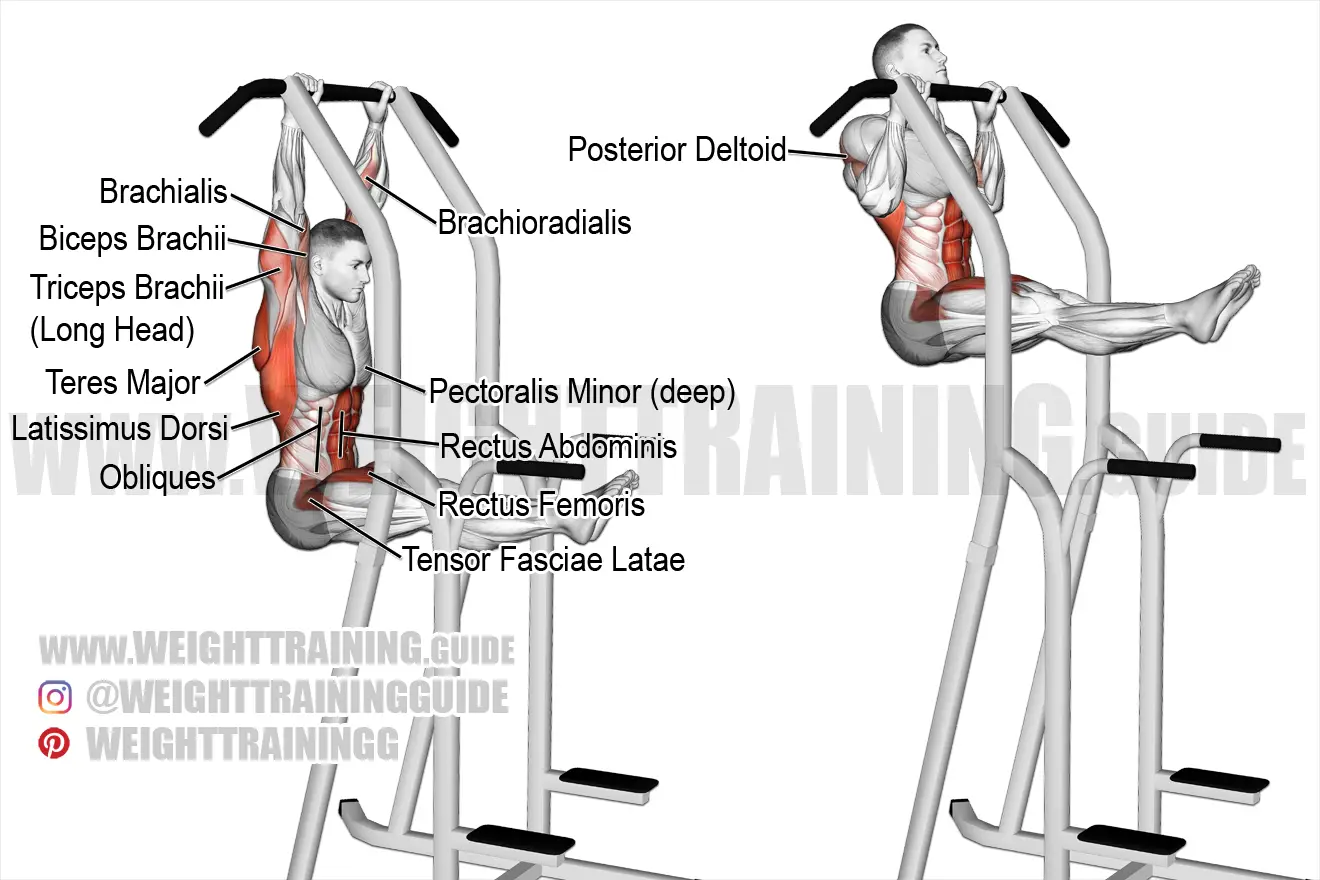 Posterior Deltoid
Brachialis
Brachioradialis
Biceps Brachii
Triceps Brachii
(Long Head)
Teres Major
Pectoralis Minor (deep)
Latissimus Dorsi
Rectus Abdominis
Obliques
Rectus Femoris
Tensor Fasciae Latae
WWW.WEIGHTTRAINING.GUIDE
WWW.WEIGHTTRAINING.GUIDE
@WEIGHTTRAININGGUIDE
WEIGHTTRAININGG